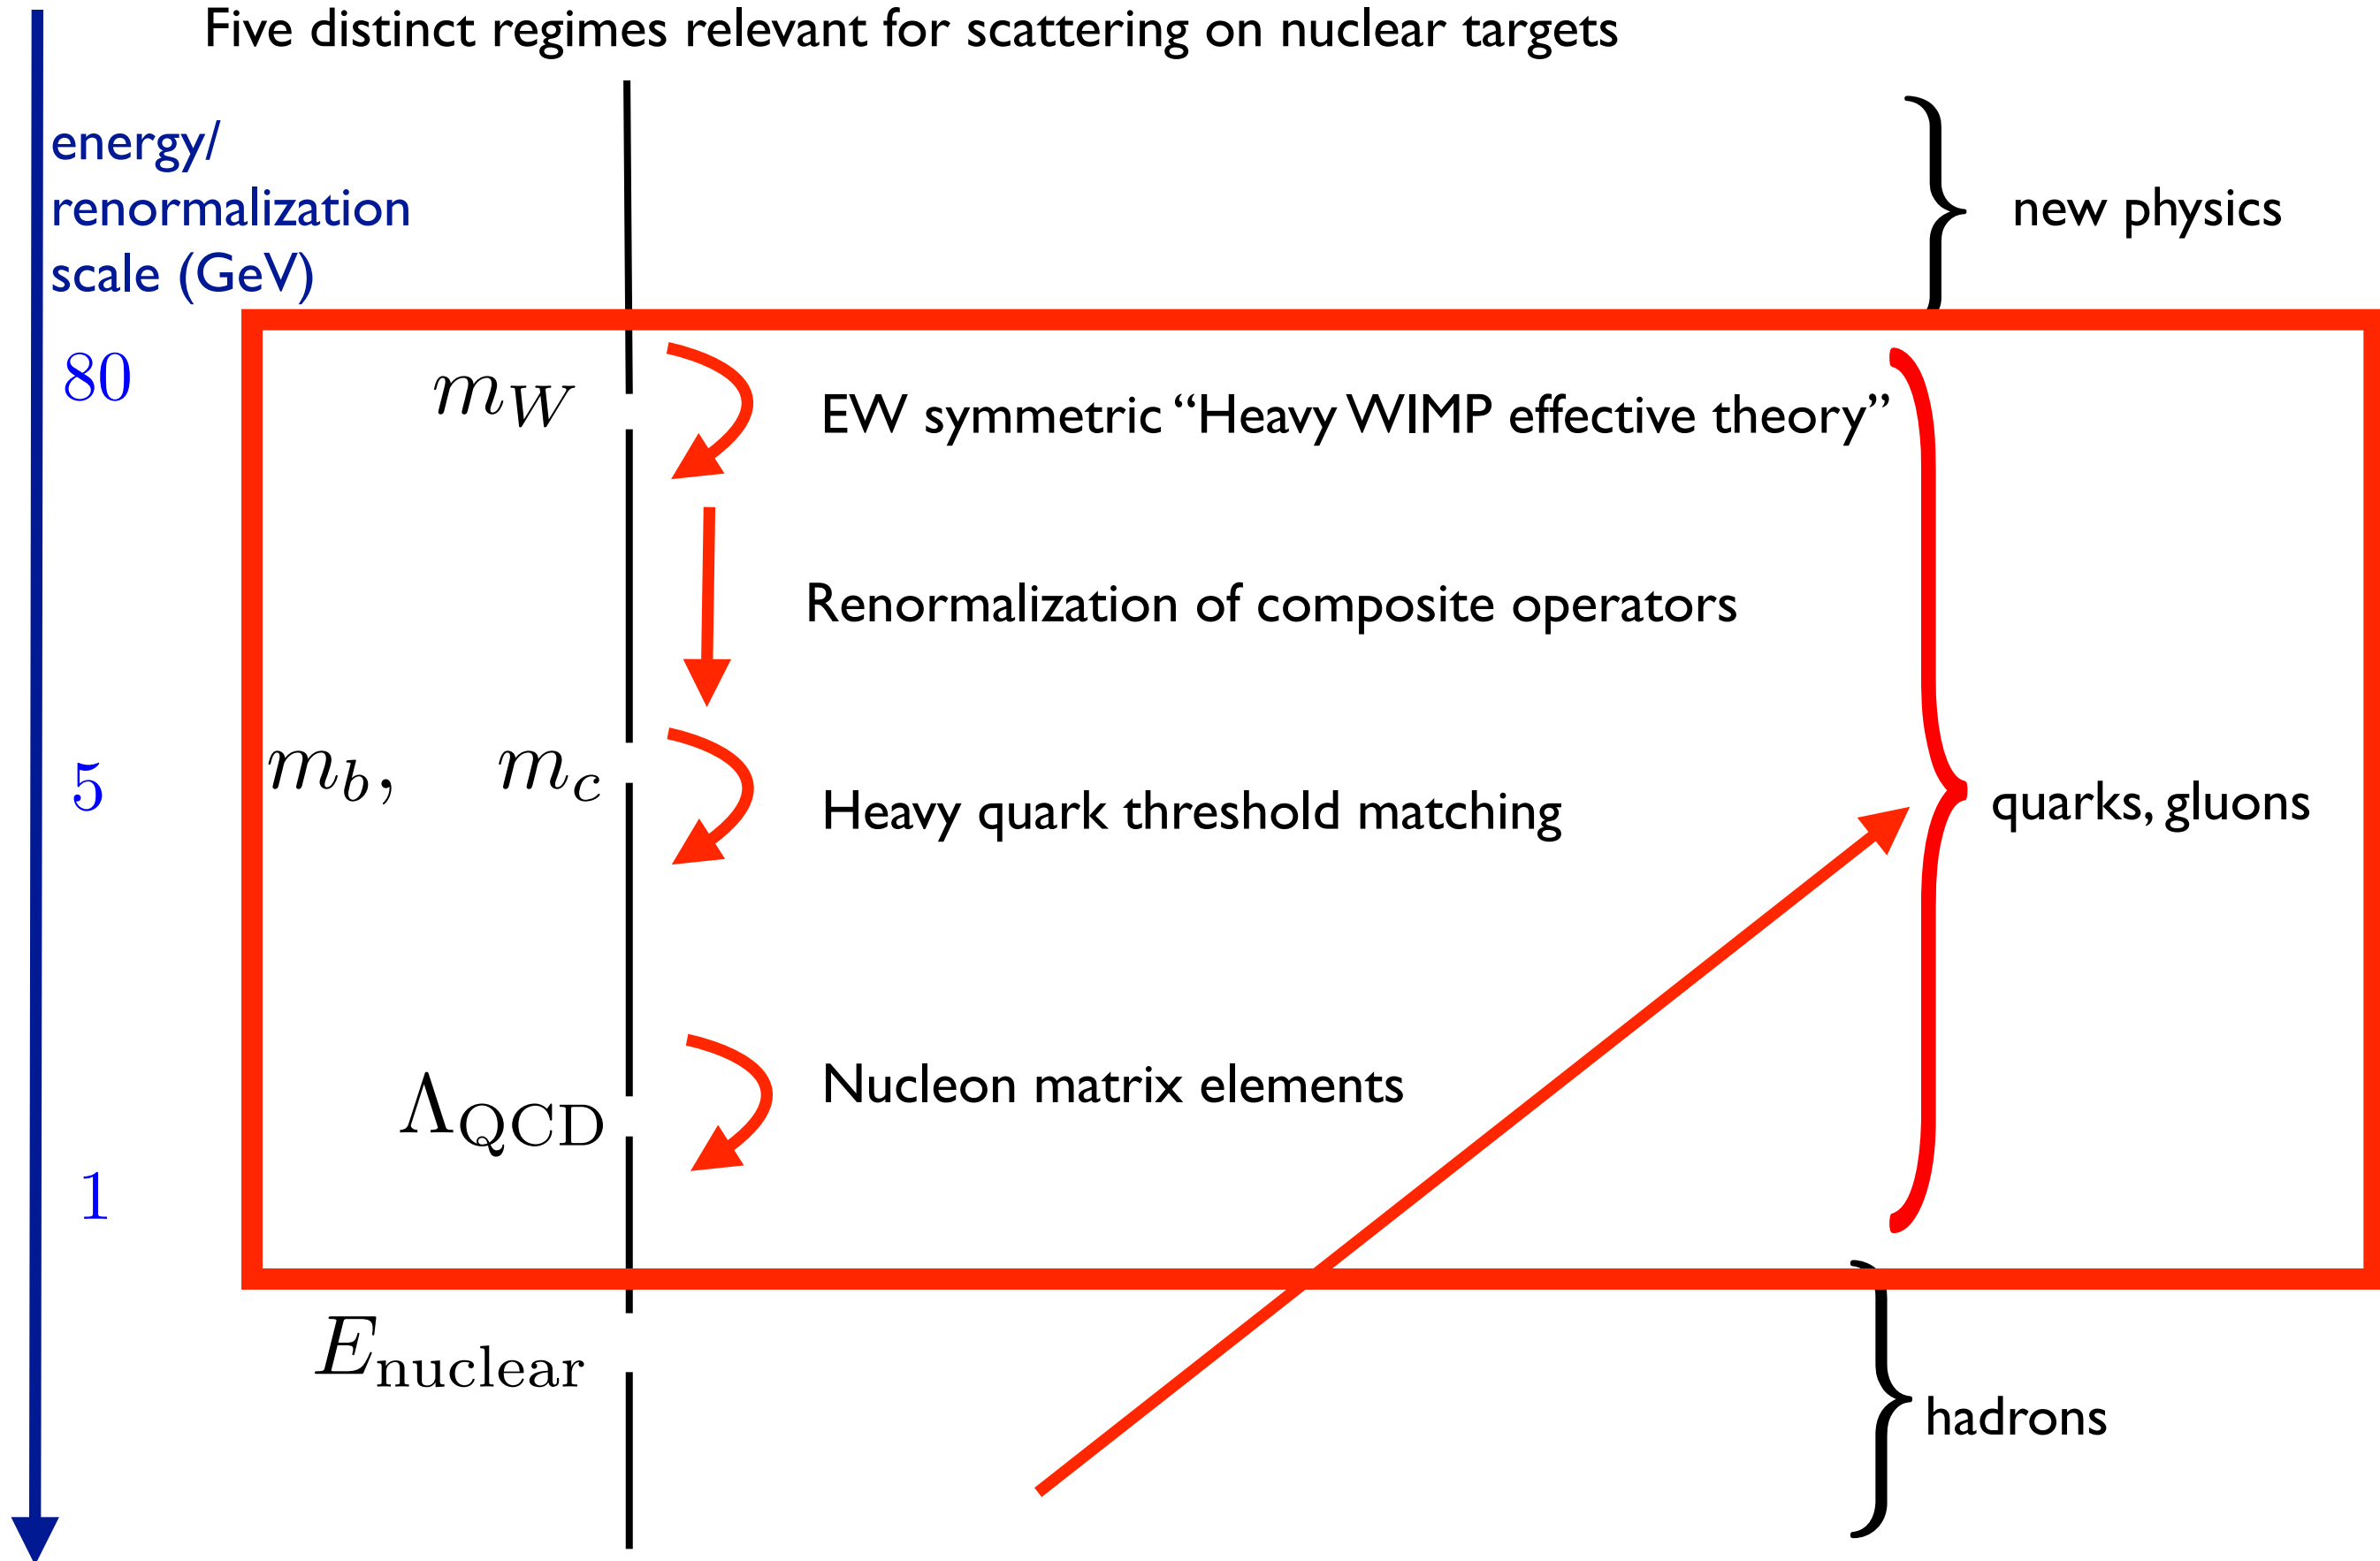 Five distinct regimes relevant for scattering on nuclear targets
energy/
renormalization
scale (GeV)
new physics
80
m_W
EW symmetric “Heavy WIMP effective theory”
Renormalization of composite operators
5
m_b, m_c
Heavy quark threshold matching
quarks, gluons
Λ_QCD
Nucleon matrix elements
1
E_nuclear
hadrons